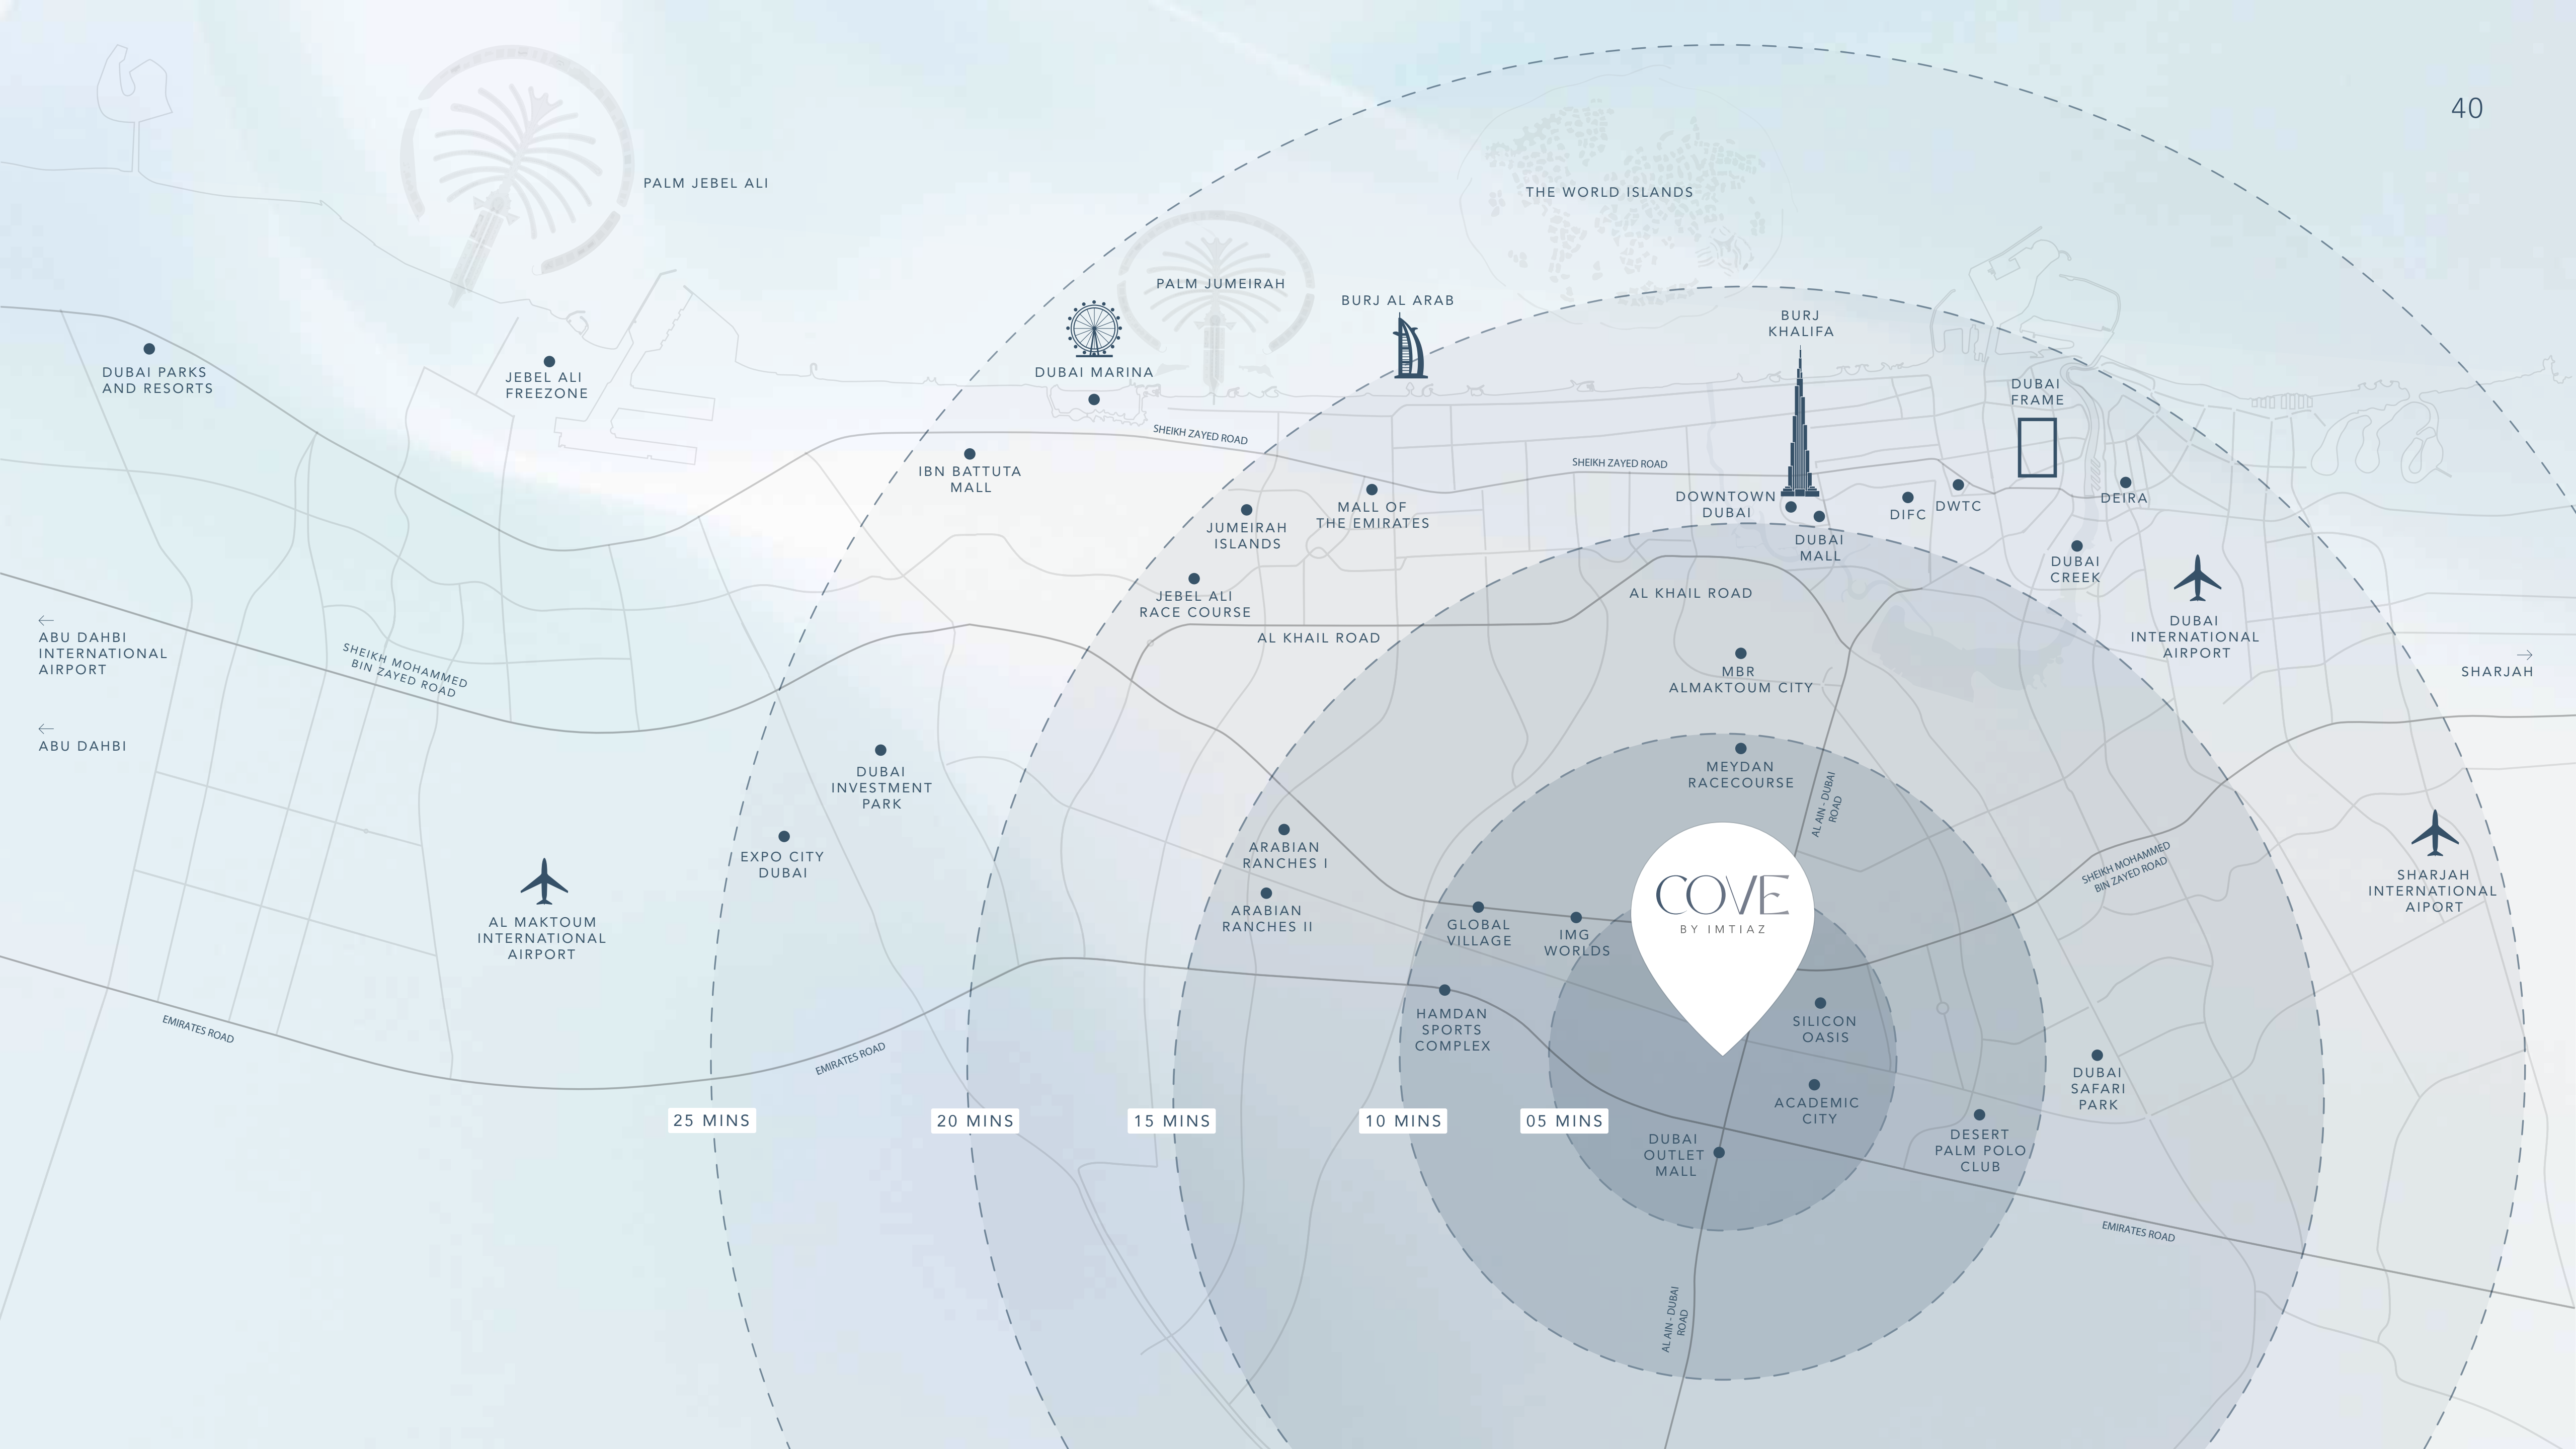 40
PALM JEBEL ALI
THE WORLD ISLANDS
PALM JUMEIRAH
BURJ AL ARAB
BURJ
KHALIFA
DUBAI PARKS
AND RESORTS
JEBEL ALI
FREEZONE
DUBAI MARINA
DUBAI
FRAME
SHEIKH ZAYED ROAD
SHEIKH ZAYED ROAD
IBN BATTUTA
MALL
JUMEIRAH
ISLANDS
MALL OF
THE EMIRATES
DOWNTOWN
DUBAI
DUBAI
MALL
DIFC
DWTC
DEIRA
DUBAI
CREEK
JEBEL ALI
RACE COURSE
AL KHAIL ROAD
AL KHAIL ROAD
DUBAI
INTERNATIONAL
AIRPORT
←
ABU DAHBI
INTERNATIONAL
AIRPORT
SHEIKH MOHAMMED
BIN ZAYED ROAD
→
SHARJAH
MBR
ALMAKTOUM CITY
←
ABU DAHBI
DUBAI
INVESTMENT
PARK
MEYDAN
RACECOURSE
AL AIN - DUBAI
ROAD
EXPO CITY
DUBAI
ARABIAN
RANCHES I
ARABIAN
RANCHES II
SHEIKH MOHAMMED
BIN ZAYED ROAD
SHARJAH
INTERNATIONAL
AIPORT
COVE
BY IMTIAZ
AL MAKTOUM
INTERNATIONAL
AIRPORT
GLOBAL
VILLAGE
IMG
WORLDS
HAMDAN
SPORTS
COMPLEX
SILICON
OASIS
EMIRATES ROAD
EMIRATES ROAD
DUBAI
SAFARI
PARK
ACADEMIC
CITY
25 MINS
20 MINS
15 MINS
10 MINS
05 MINS
DUBAI
OUTLET
MALL
DESERT
PALM POLO
CLUB
EMIRATES ROAD
AL AIN - DUBAI
ROAD